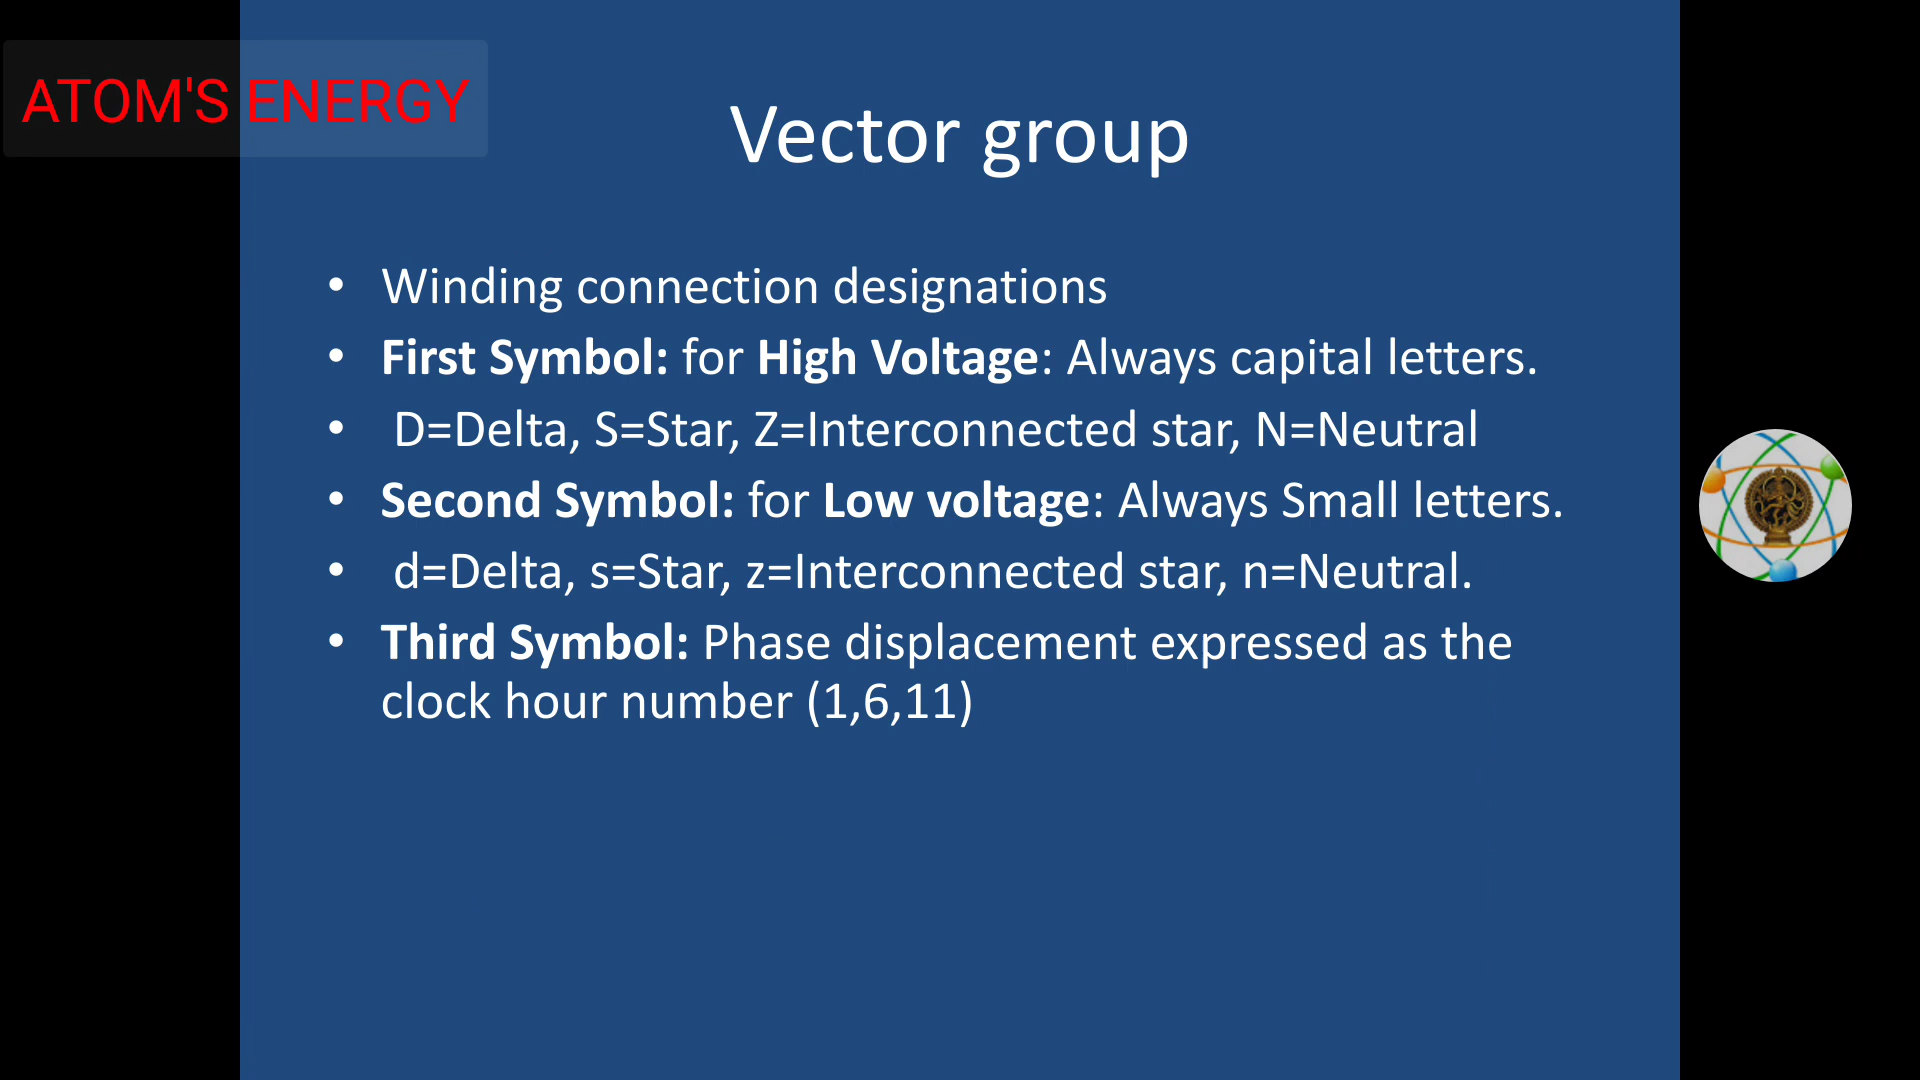 ATOM'S ENERGY
Vector group
• Winding connection designations
• First Symbol: for High Voltage: Always capital letters.
• D=Delta, S=Star, Z=Interconnected star, N=Neutral
• Second Symbol: for Low voltage: Always Small letters.
• d=Delta, s=Star, z=Interconnected star, n=Neutral.
• Third Symbol: Phase displacement expressed as the
clock hour number (1,6,11)